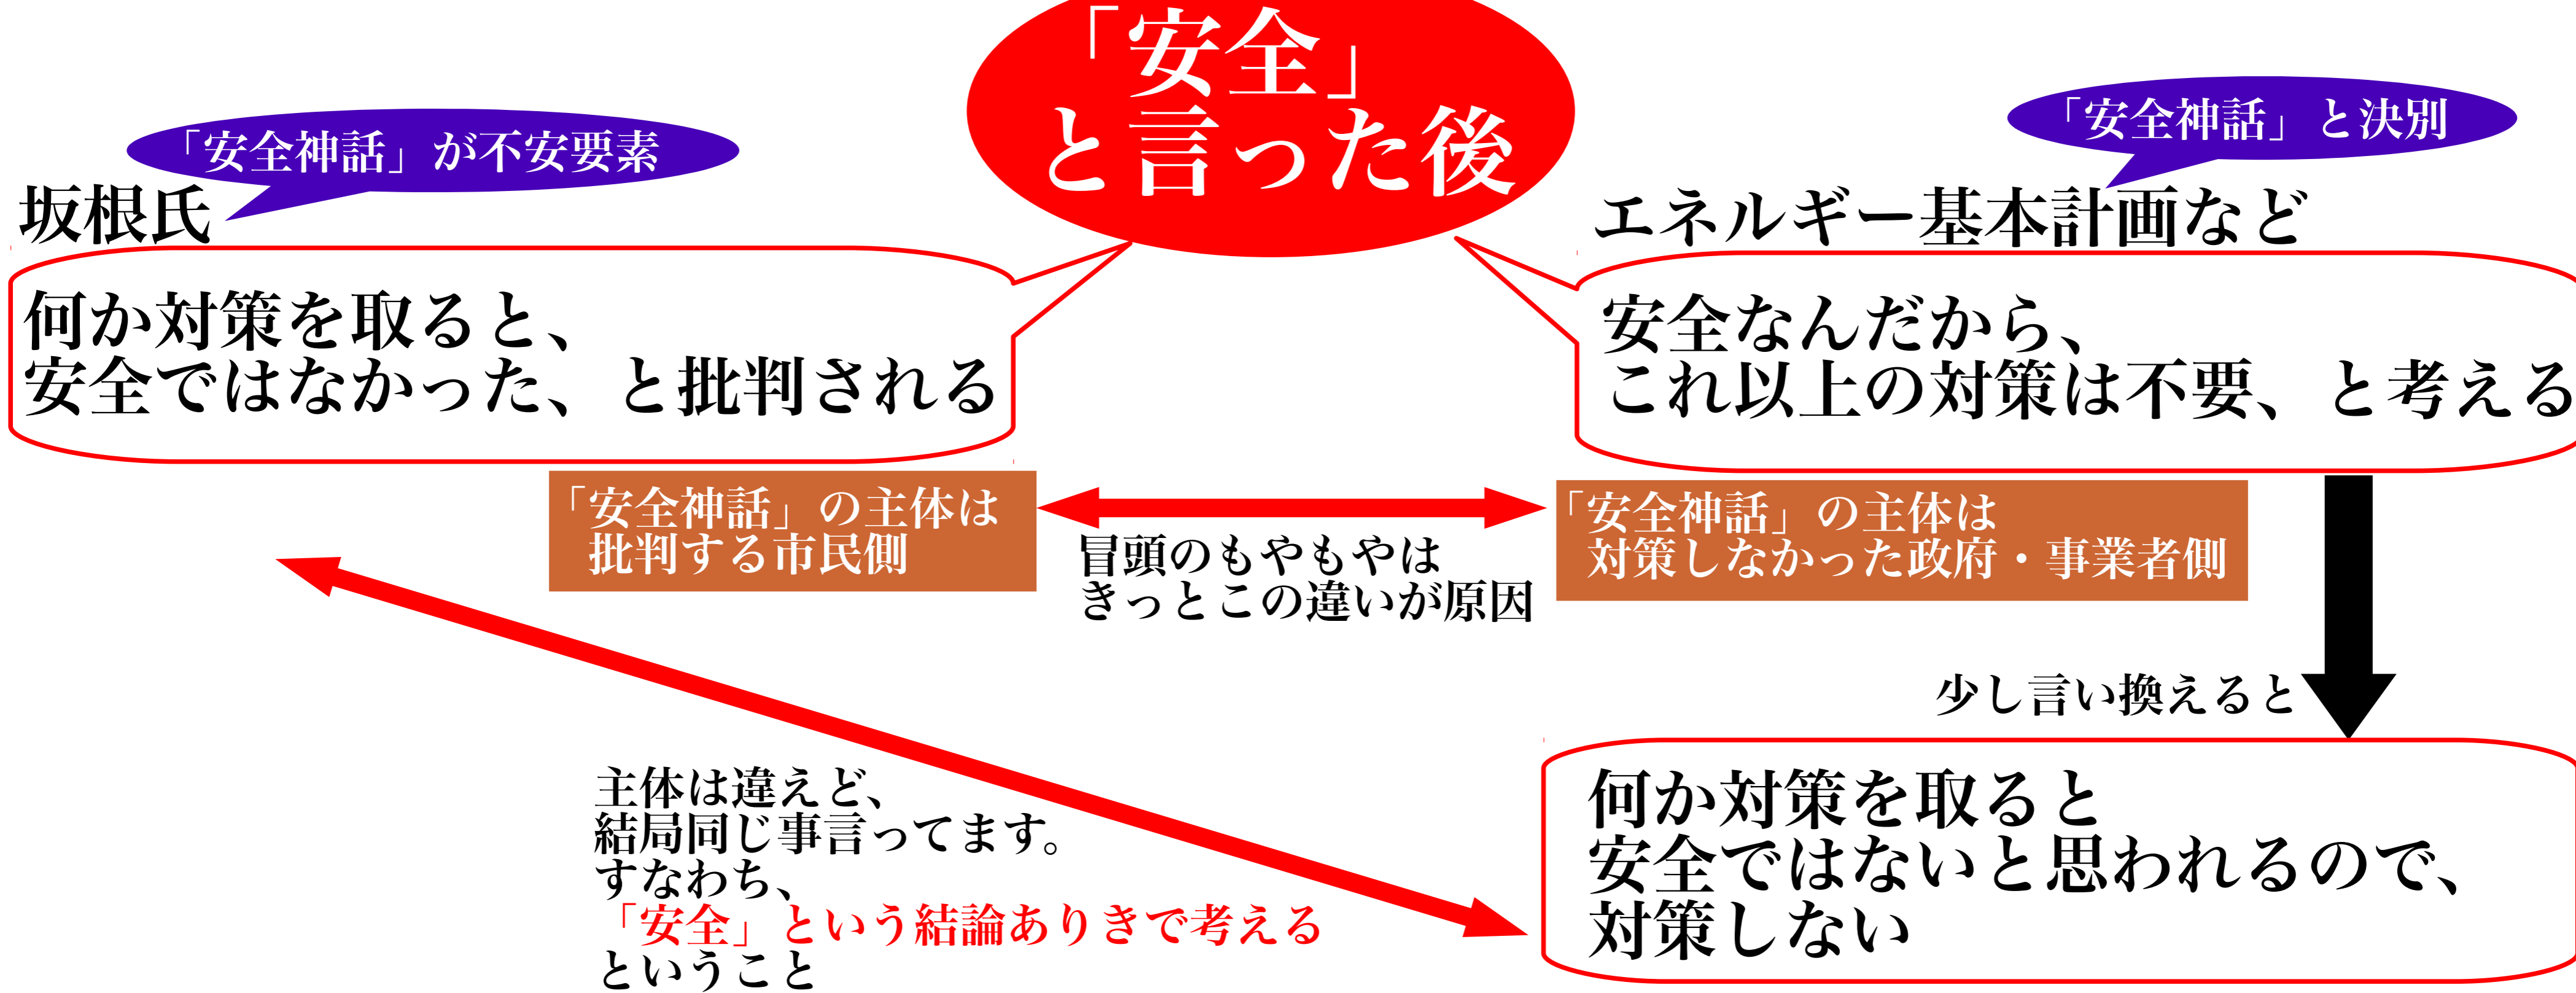 「安全」
と言った後
「安全神話」が不安要素
坂根氏
何か対策を取ると、
安全ではなかった、と批判される
「安全神話」と決別
エネルギー基本計画など
安全なんだから、
これ以上の対策は不要、と考える
「安全神話」の主体は
批判する市民側
冒頭のもやもやは
きっとこの違いが原因
「安全神話」の主体は
対策しなかった政府・事業者側
少し言い換えると
何か対策を取ると
安全ではないと思われるので、
対策しない
主体は違えど、
結局同じ事言ってます。
すなわち、
「安全」という結論ありきで考える
ということ